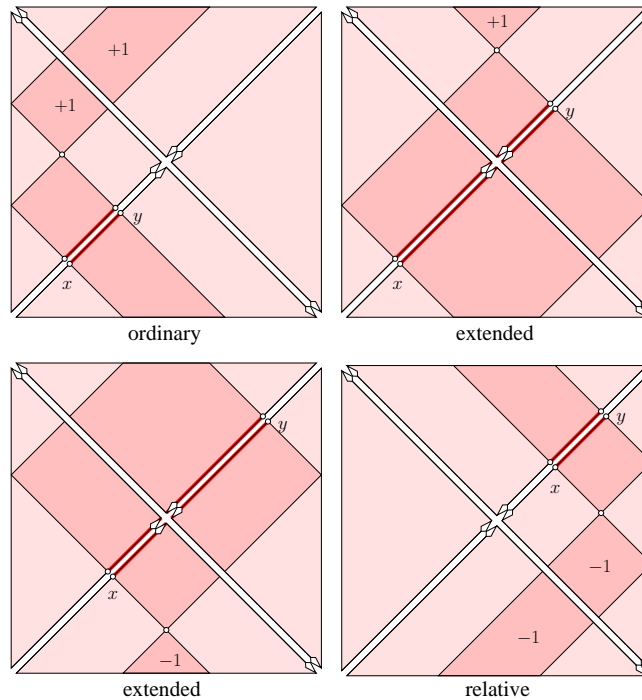 +1
+1
y
x
ordinary
+1
y
x
extended
y
x
−1
extended
y
x
−1
−1
relative